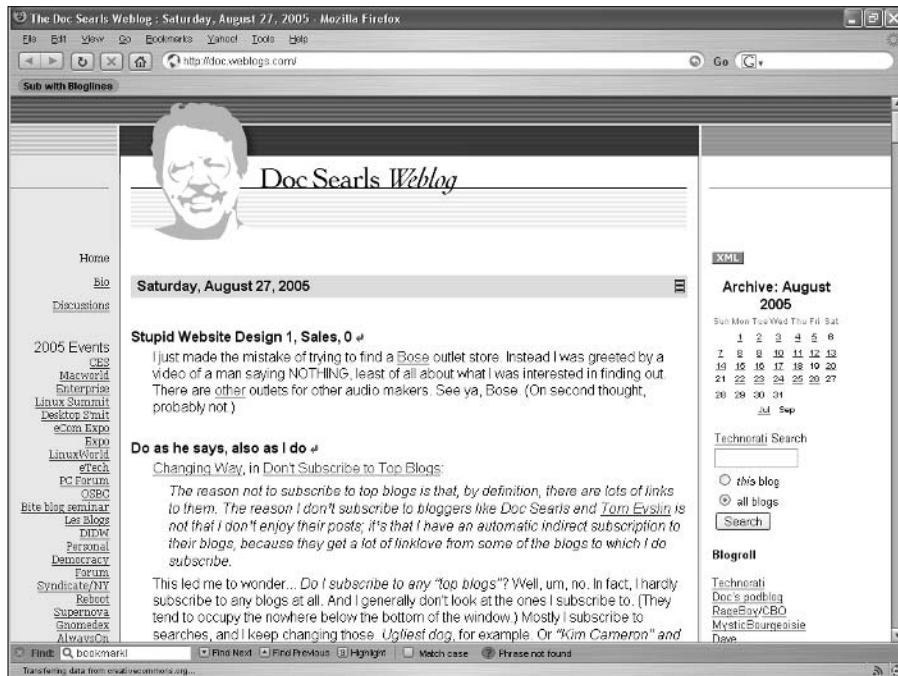 The Doc Searls Weblog : Saturday, August 27, 2005 - Mozilla Firefox
File Edit View Go Bookmarks Yahoo! Tools Help
http://doc.weblogs.com/
Go
G
Sub with Bloglines
Doc Searls Weblog
Home
Bio
Discussions
2005 Events
CES
Macworld
Enterprise
Linux Summit
Desktop S'mit
eCom Expo
Expo
LinuxWorld
eTech
PC Forum
OSBC
Bite blog seminar
Les Blogs
DIDW
Personal
Democracy
Forum
Syndicate/NY
Reboot
Supernova
Gnomedex
AlwaysOn
Saturday, August 27, 2005
Stupid Website Design 1, Sales, 0
I just made the mistake of trying to find a Bose outlet store. Instead I was greeted by a
video of a man saying NOTHING, least of all about what I was interested in finding out.
There are other outlets for other audio makers. See ya, Bose. (On second thought,
probably not.)
Do as he says, also as I do
Changing Way, in Don't Subscribe to Top Blogs:
The reason not to subscribe to top blogs is that, by definition, there are lots of links
to them. The reason I don't subscribe to bloggers like Doc Searls and Tom Evslin is
not that I don't enjoy their posts; it's that I have an automatic indirect subscription to
their blogs, because they get a lot of linklove from some of the blogs to which I do
subscribe.
This led me to wonder... Do I subscribe to any "top blogs"? Well, um, no. In fact, I hardly
subscribe to any blogs at all. And I generally don't look at the ones I subscribe to. (They
tend to occupy the nowhere below the bottom of the window.) Mostly I subscribe to
searches, and I keep changing those. Ugliest dog, for example. Or "Kim Cameron" and
XML
Archive: August
2005
Sun Mon Tue Wed Thu Fri Sat
1 2 3 4 5 6
7 8 9 10 11 12 13
14 15 16 17 18 19 20
21 22 23 24 25 26 27
28 29 30 31
Jul Sep
Technorati Search
this blog
all blogs
Search
Blogroll
Technorati
Doc's podblog
RageBoy/CBO
MysticBourgeoisie
Dave
Find: bookmarkl Find Next Find Previous Highlight Match case Phrase not found
Transferring data from creativecommons.org...